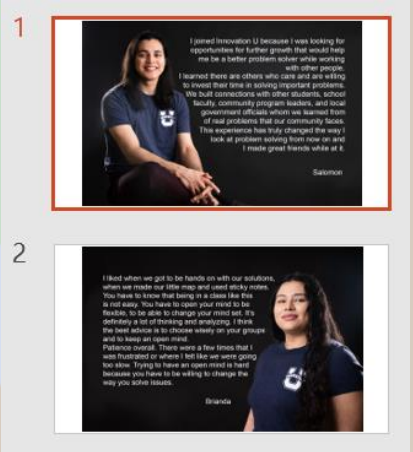 1
I joined Innovation U because I was looking for
opportunities for further growth that would help
me be a better problem solver while working
with other people.
I learned there are others who care and are willing
to invest their time in solving important problems.
We built connections with other students, school
faculty, community program leaders, and local
government officials whom we learned from
of real problems that our community faces.
This experience has truly changed the way I
look at problem solving from now on and
I made great friends while at it.
Salomon
2
I liked when we got to be hands on with our solutions,
when we made our little map and used sticky notes.
You have to know that being in a class like this
is not easy. You have to open your mind to be
flexible, to be able to change your mind set. It's
definitely a lot of thinking and analyzing. I think
the best advice is to choose wisely on your groups
and to keep an open mind.
Patience overall. There were a few times that I
was frustrated or where I felt like we were going
too slow. Trying to have an open mind is hard
because you have to be willing to change the
way you solve issues.
Brianda